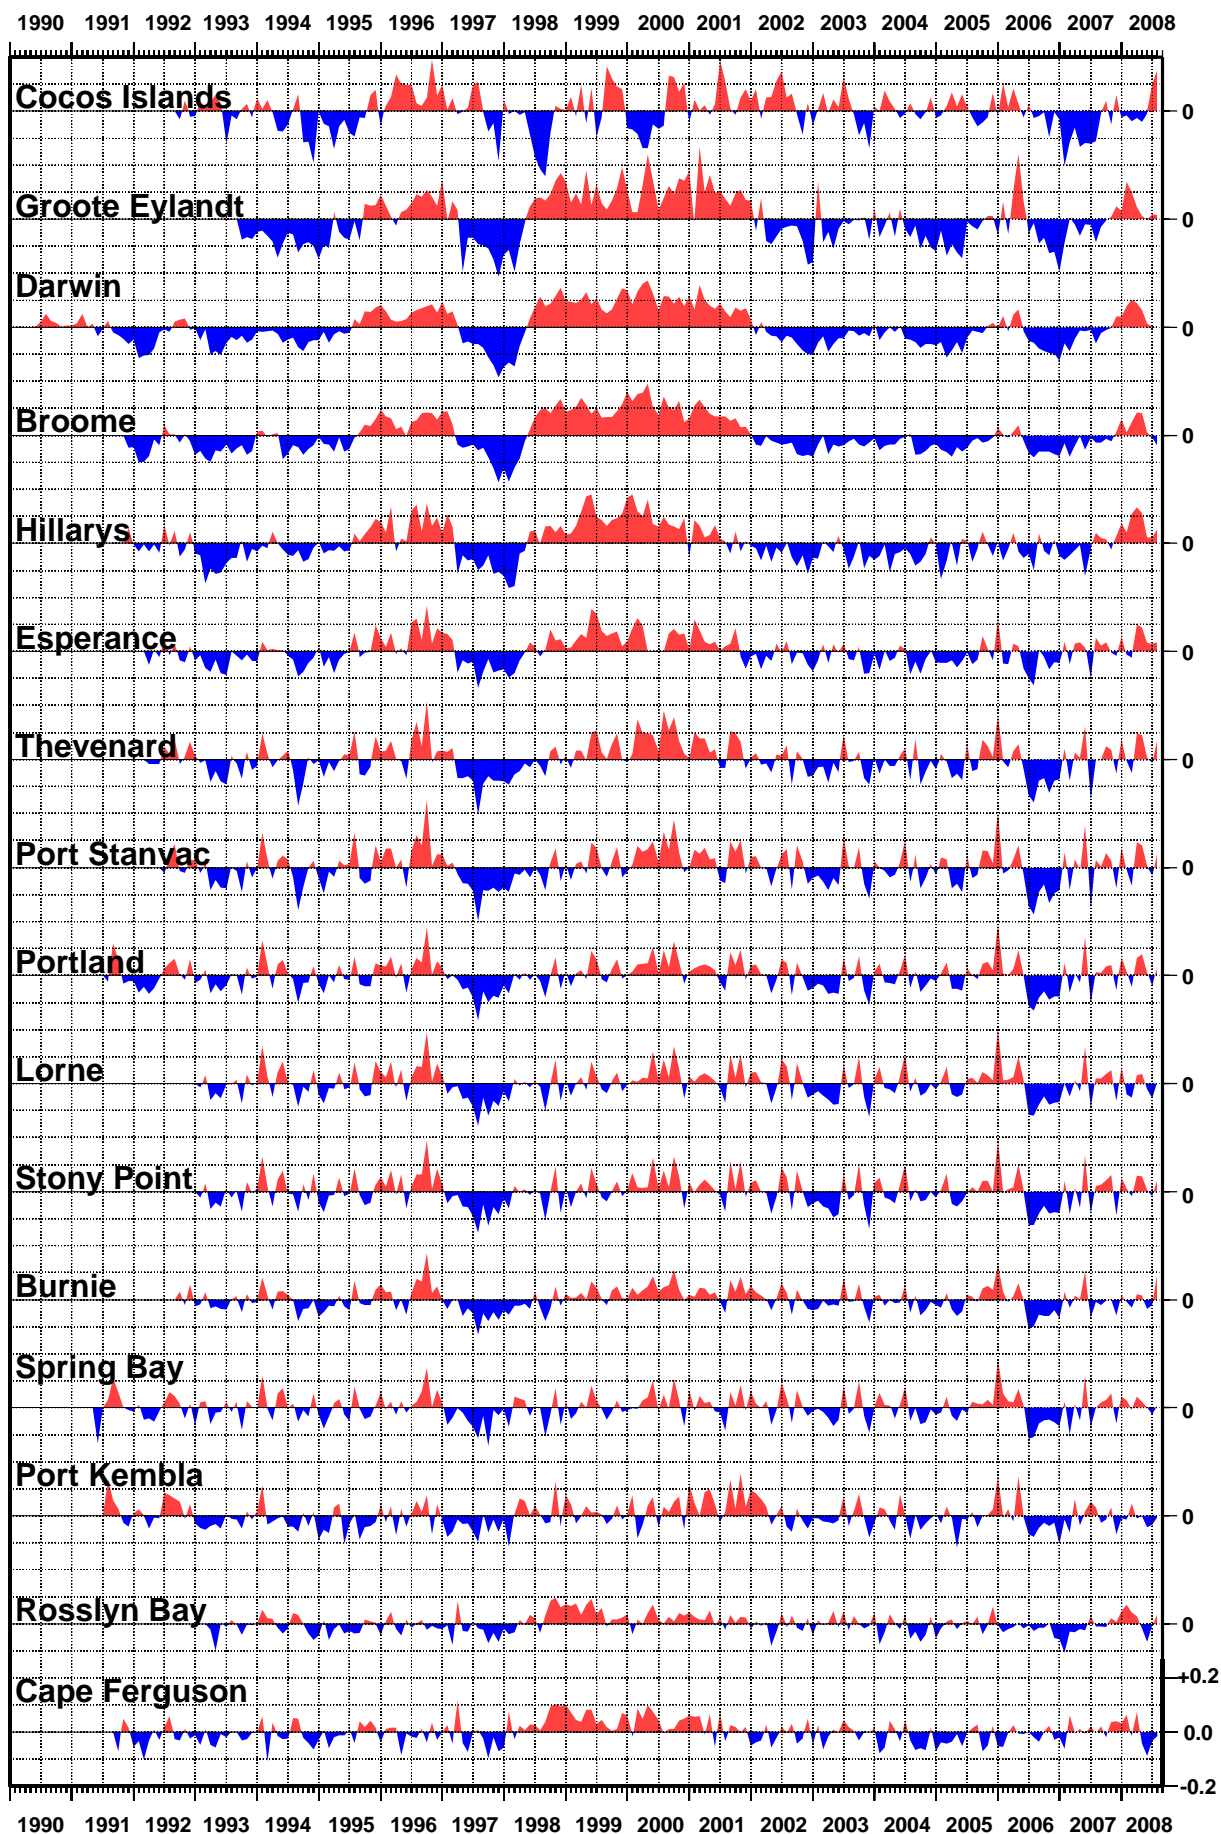 1990 1991 1992 1993 1994 1995 1996 1997 1998 1999 2000 2001 2002 2003 2004 2005 2006 2007 2008
Cocos Islands 0
Groote Eylandt 0
Darwin 0
Broome 0
Hillarys 0
Esperance 0
Thevenard 0
Port Stanvac 0
Portland 0
Lorne 0
Stony Point 0
Burnie 0
Spring Bay 0
Port Kembla 0
Rosslyn Bay 0
+0.2
Cape Ferguson
0.0
-0.2
1990 1991 1992 1993 1994 1995 1996 1997 1998 1999 2000 2001 2002 2003 2004 2005 2006 2007 2008